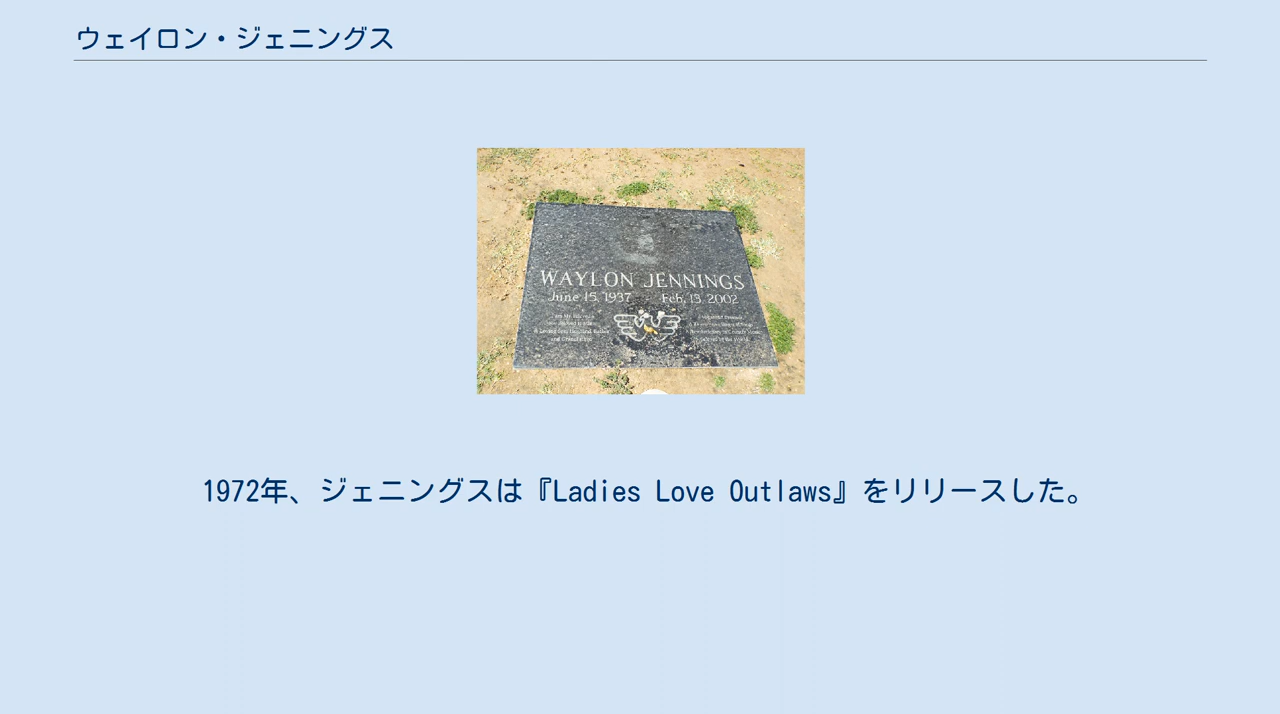 ウェイロン・ジェニングス
WAYLON JENNINGS
June 15, 1937 Feb. 13, 2002
1972年、ジェニングスは『Ladies Love Outlaws』をリリースした。